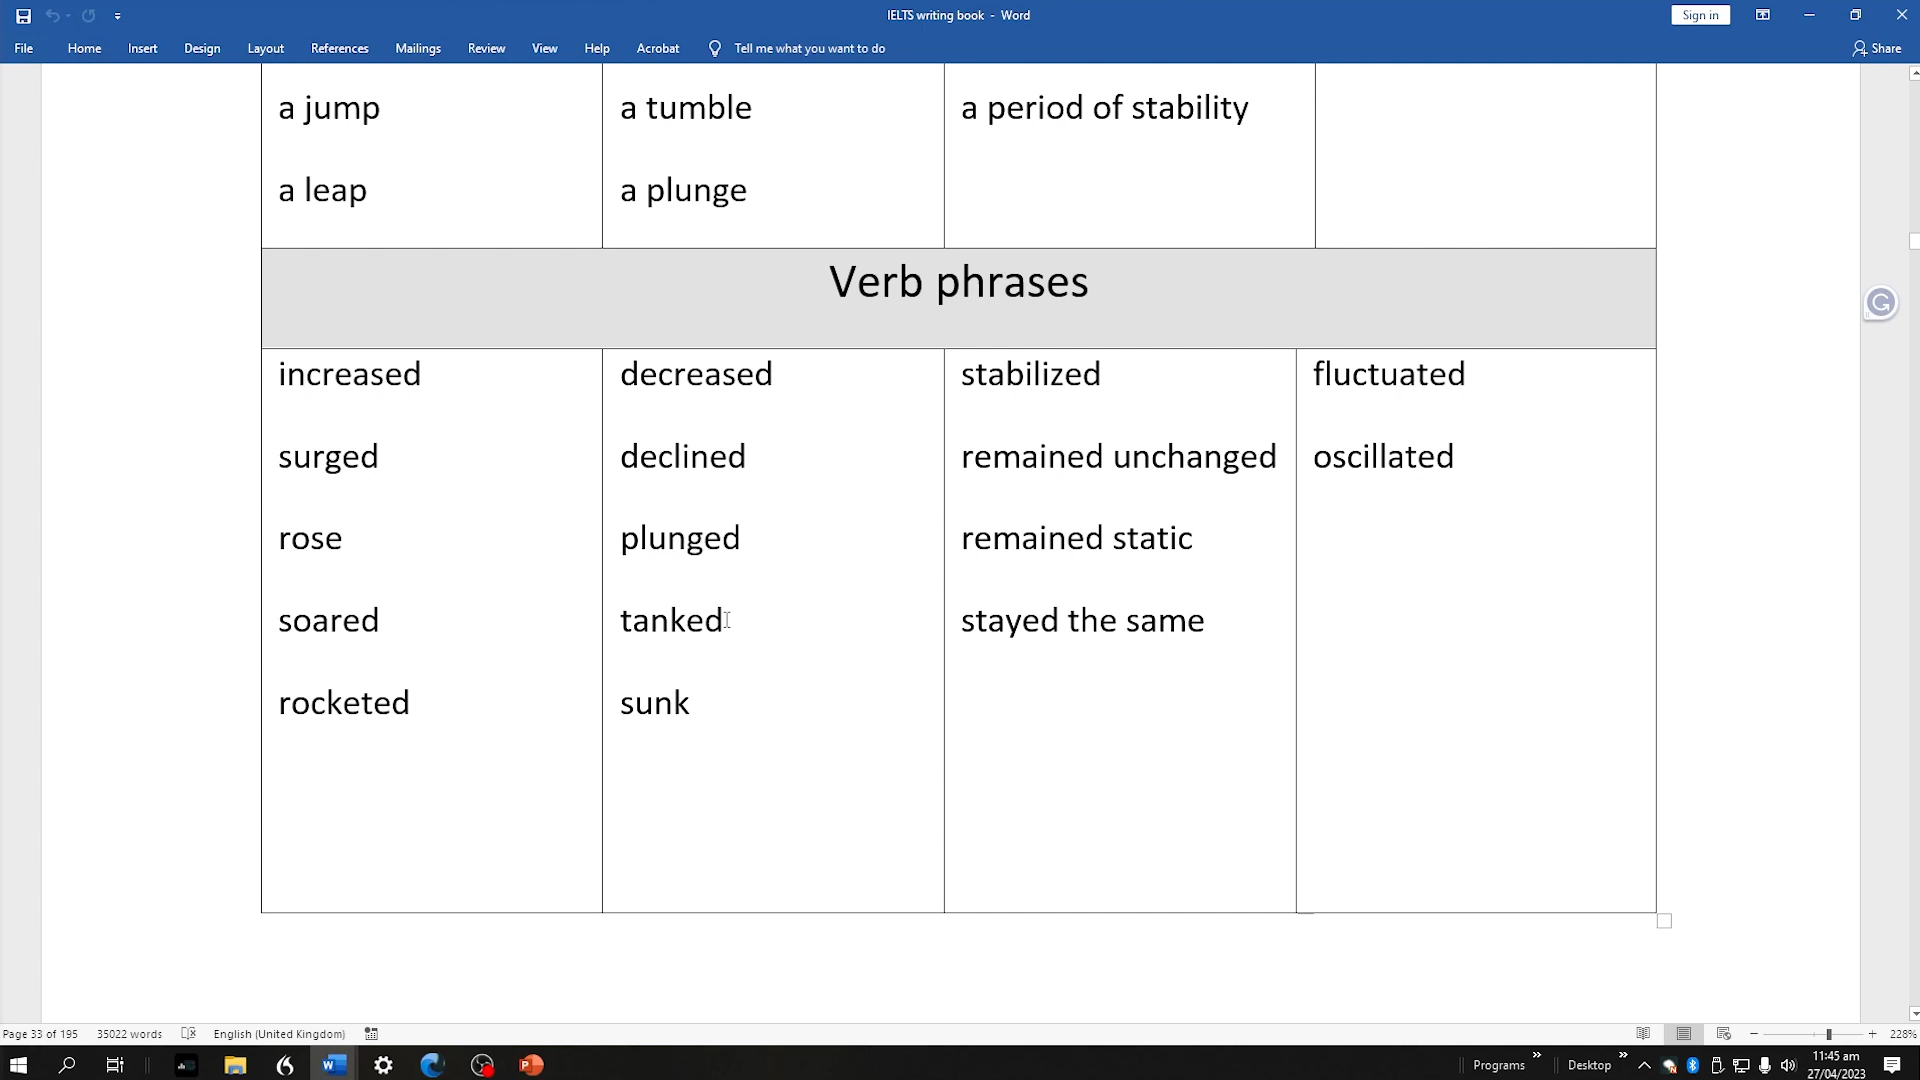 IELTS writing book - Word
Sign in
File Home Insert Design Layout References Mailings Review View Help Acrobat Tell me what you want to do Share
a jump a tumble a period of stability
a leap a plunge
Verb phrases
increased decreased stabilized fluctuated
surged declined remained unchanged oscillated
rose plunged remained static
soared tanked stayed the same
rocketed sunk
Page 33 of 195 35022 words English (United Kingdom) 228%
Programs Desktop 11:45 am
27/04/2023